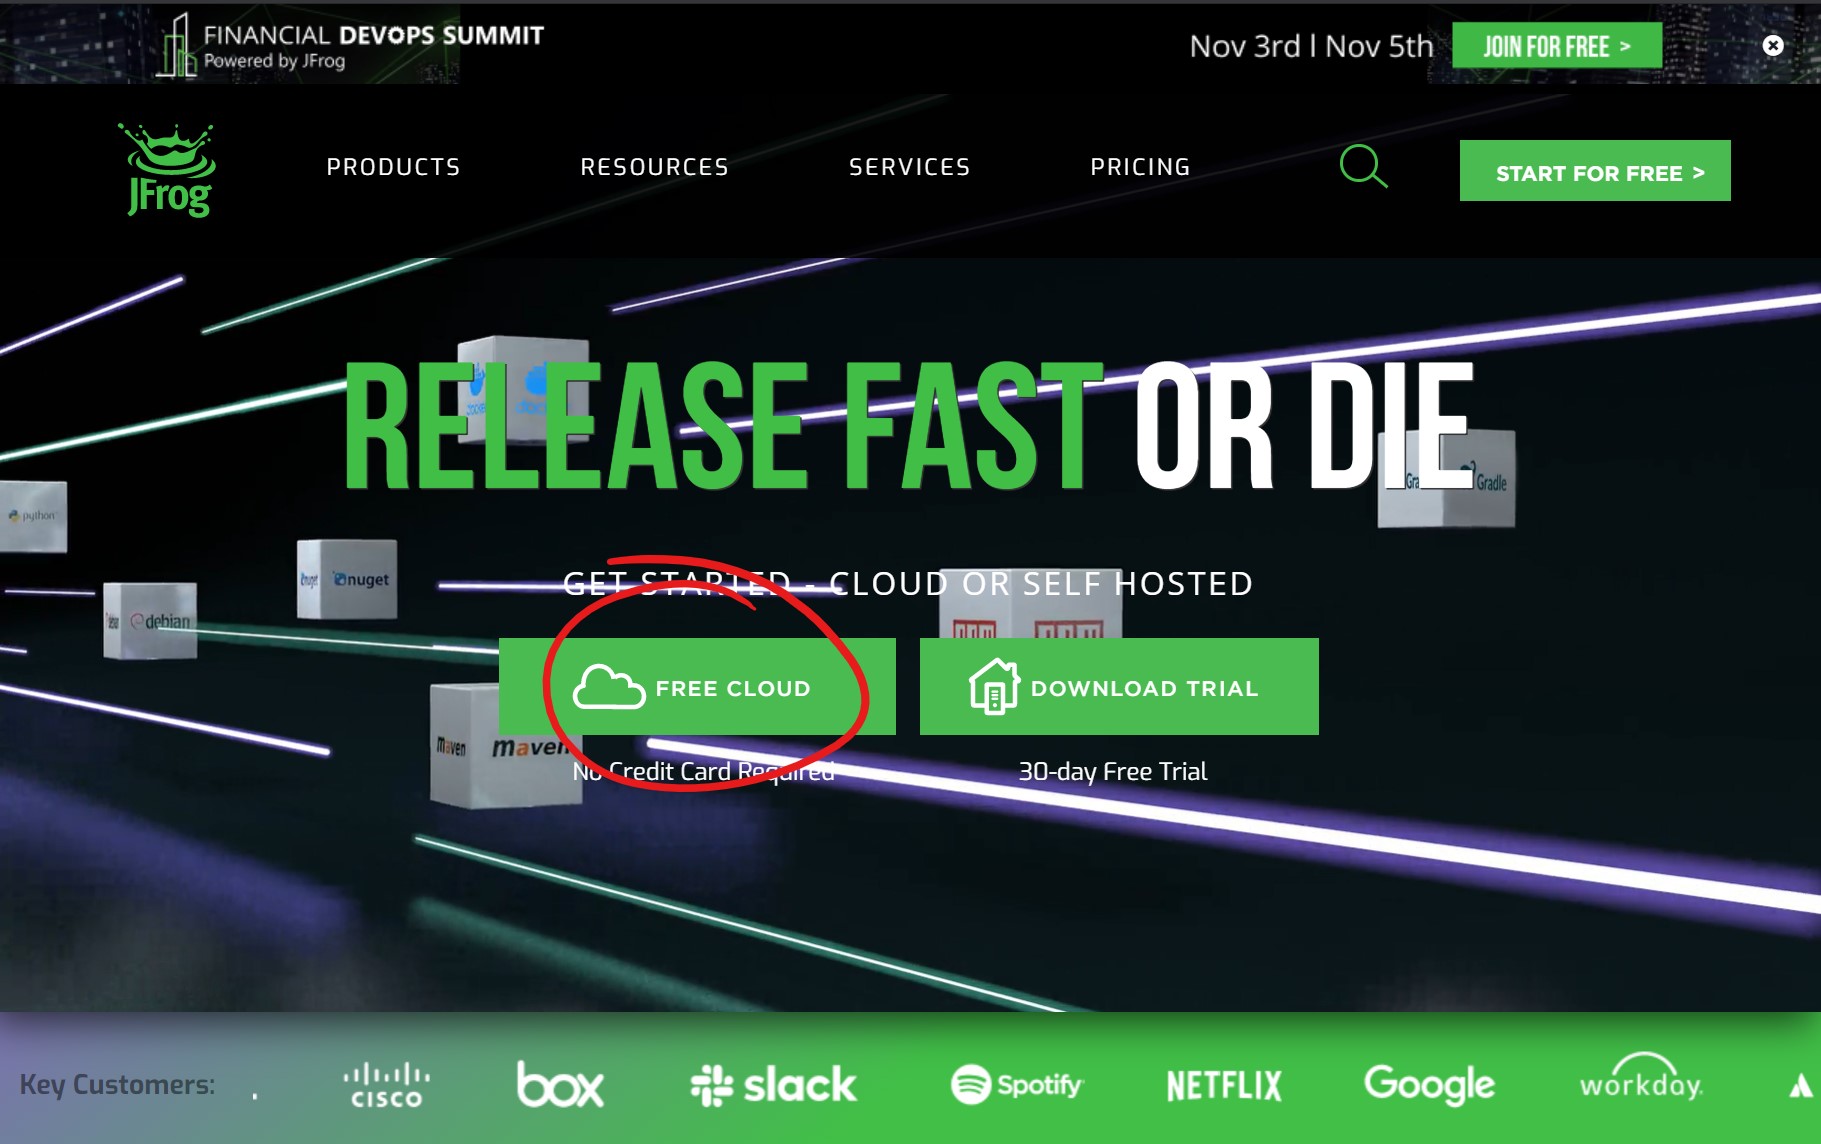 FINANCIAL DEVOPS SUMMIT
Powered by JFrog
Nov 3rd | Nov 5th
JOIN FOR FREE >
JFrog
PRODUCTS
RESOURCES
SERVICES
PRICING
START FOR FREE >
RELEASE FAST OR DIE
Gradle
python
nuget
nuget
debian
GET STARTED - CLOUD OR SELF HOSTED
FREE CLOUD
DOWNLOAD TRIAL
maven
maven
No Credit Card Required
30-day Free Trial
Key Customers:
CISCO
box
slack
Spotify
NETFLIX
Google
workday.